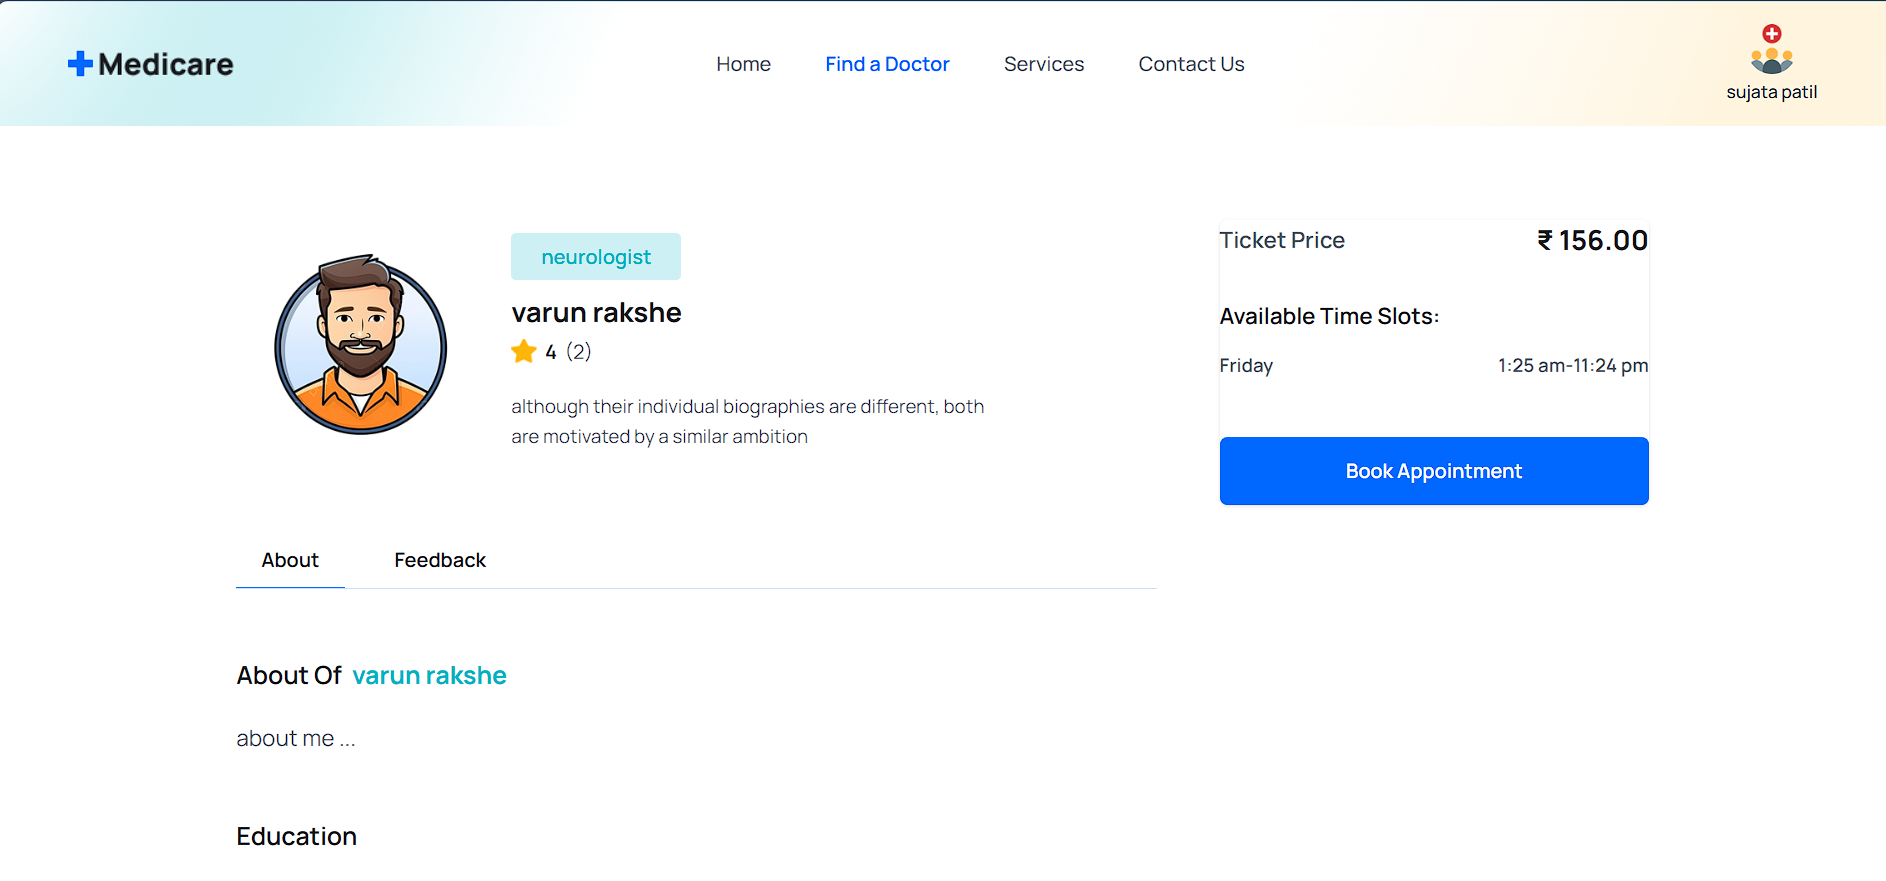 Medicare
Home
Find a Doctor
Services
Contact Us
sujata patil
neurologist
varun rakshe
4 (2)
although their individual biographies are different, both
are motivated by a similar ambition
Ticket Price ₹ 156.00
Available Time Slots:
Friday 1:25 am-11:24 pm
Book Appointment
About
Feedback
About Of varun rakshe
about me ...
Education